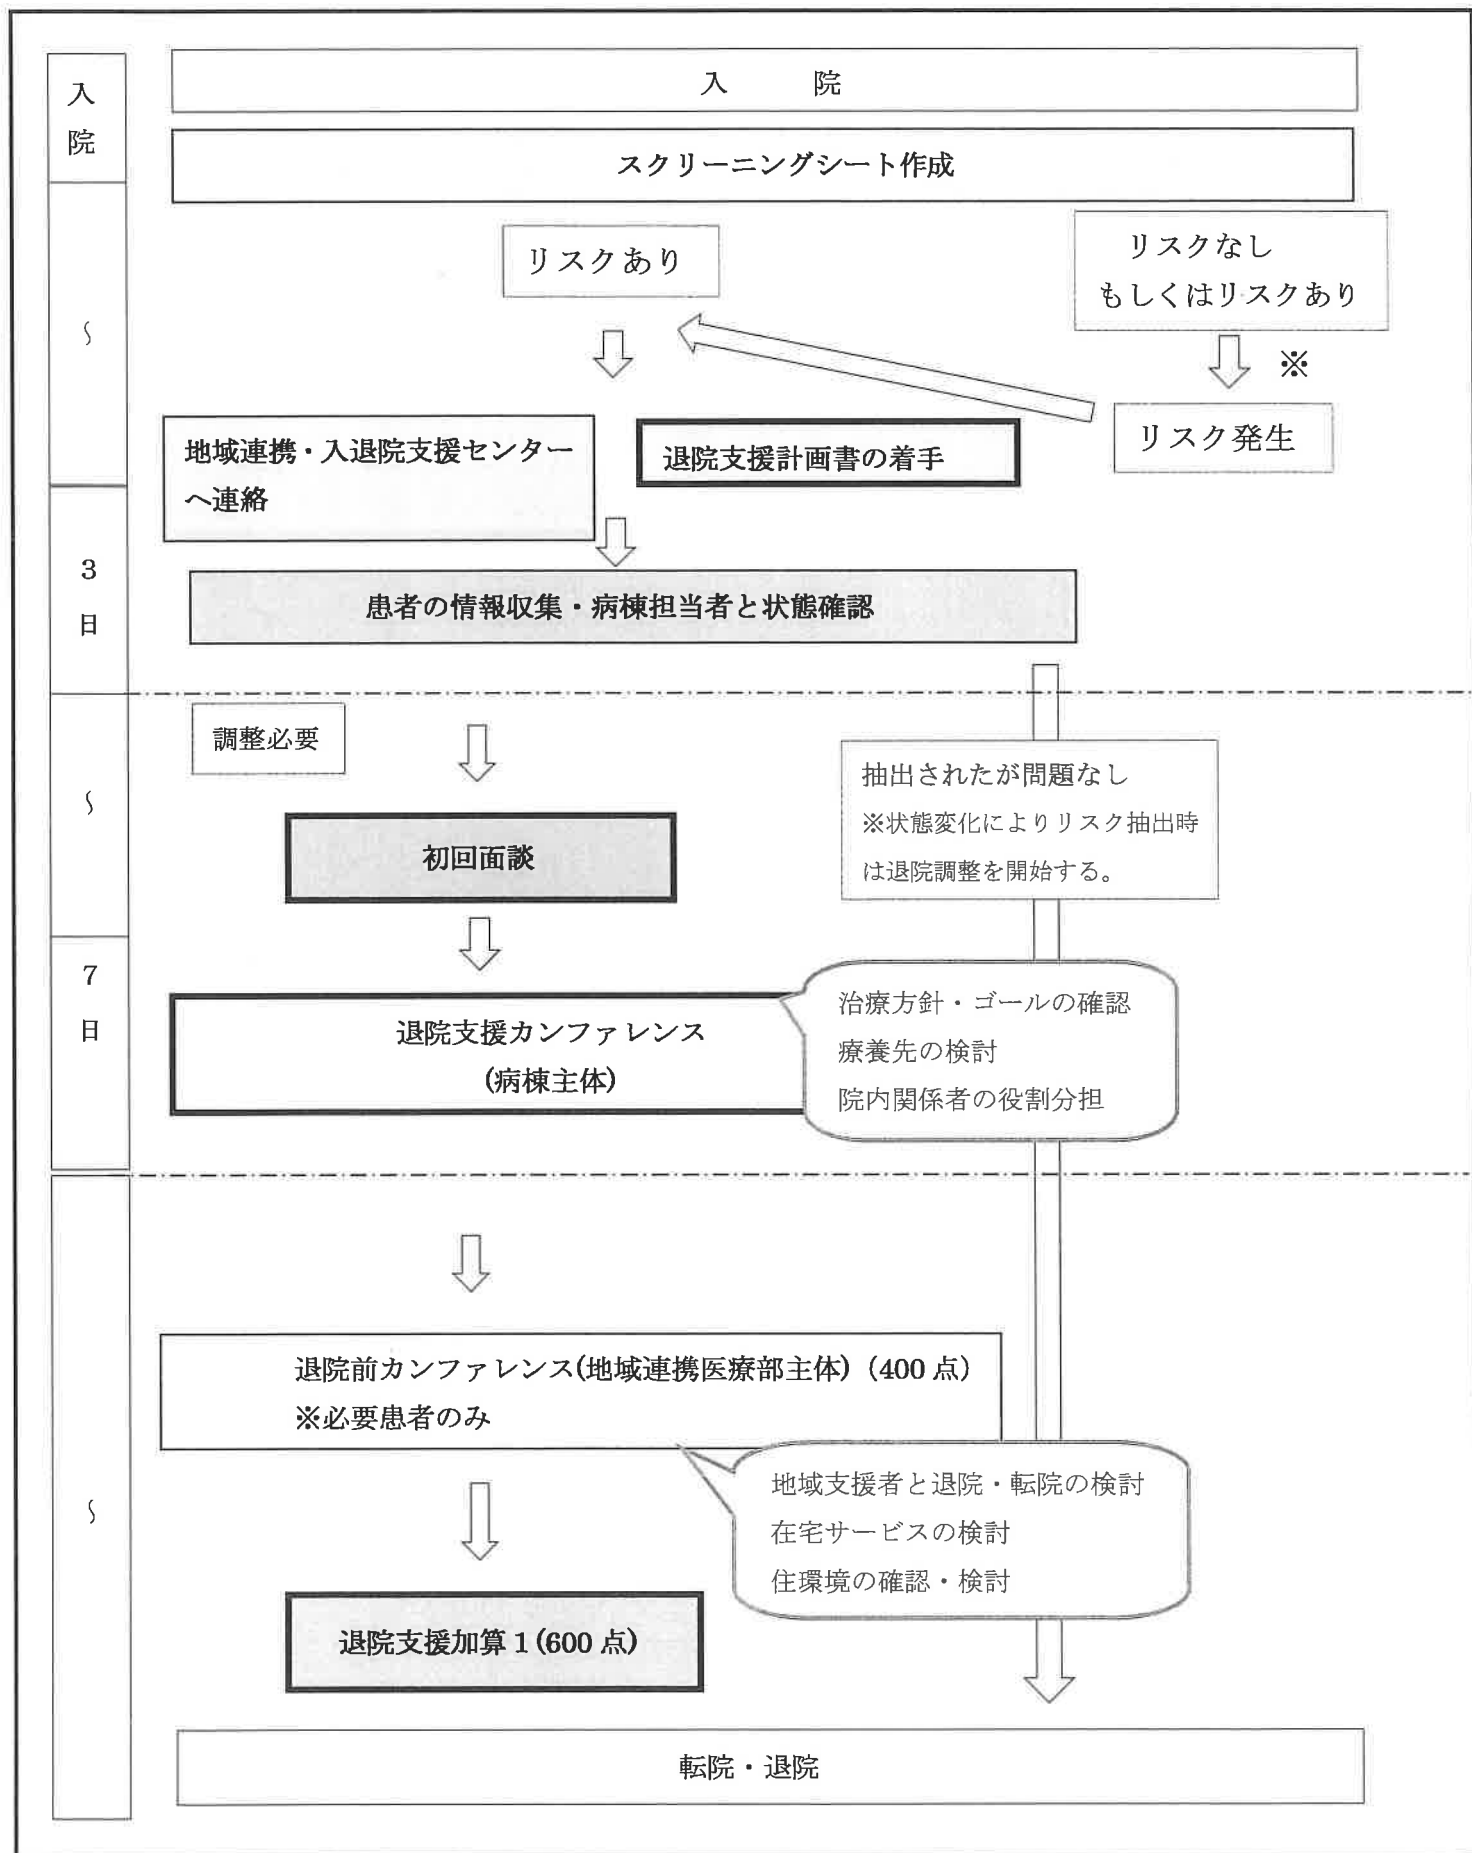 入
院
～
3
日
～
7
日
～
入　　院
スクリーニングシート作成
リスクあり
リスクなし
もしくはリスクあり
※
リスク発生
地域連携・入退院支援センター
へ連絡
退院支援計画書の着手
患者の情報収集・病棟担当者と状態確認
調整必要
抽出されたが問題なし
※状態変化によりリスク抽出時
は退院調整を開始する。
初回面談
退院支援カンファレンス
(病棟主体)
治療方針・ゴールの確認
療養先の検討
院内関係者の役割分担
退院前カンファレンス(地域連携医療部主体)（400 点）
※必要患者のみ
地域支援者と退院・転院の検討
在宅サービスの検討
住環境の確認・検討
退院支援加算 1 (600 点)
転院・退院